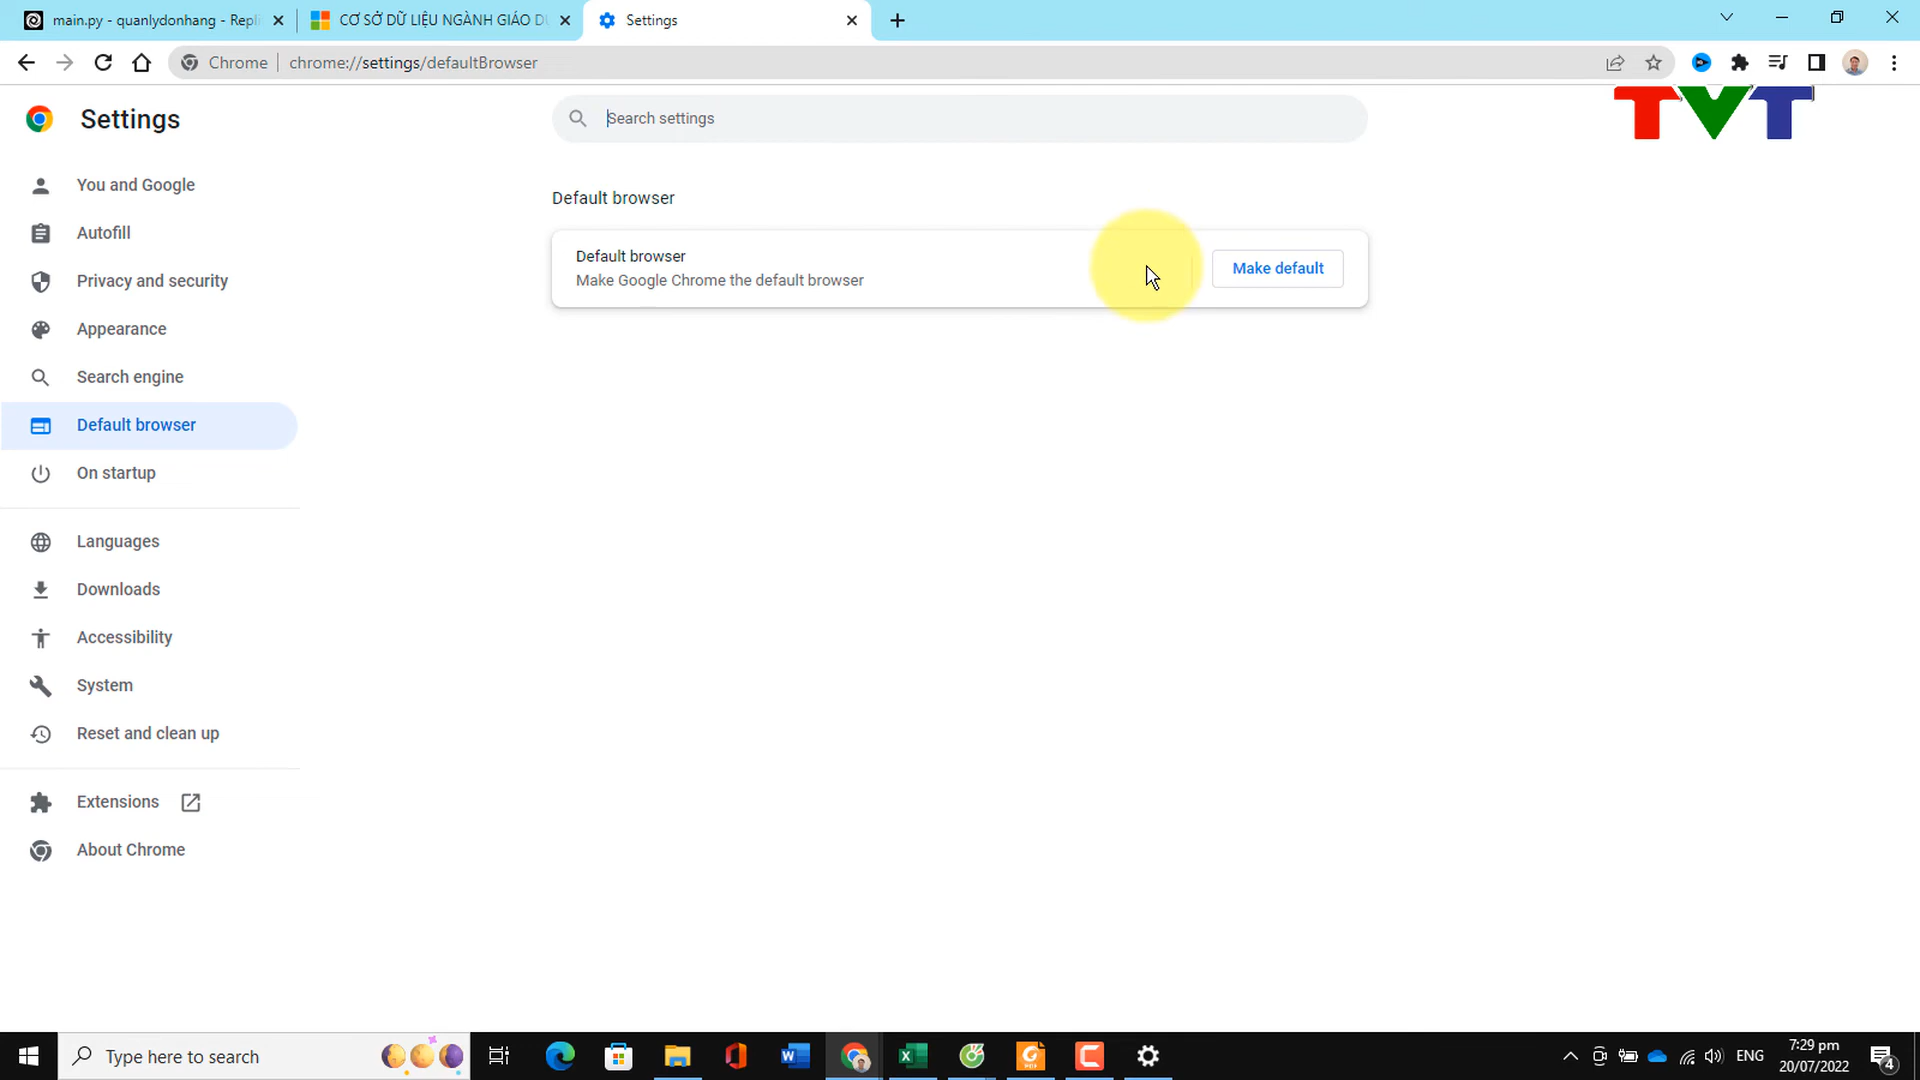 main.py - quanlydonhang - Repl
CƠ SỞ DỮ LIỆU NGÀNH GIÁO DỤ
Settings
Chrome
chrome://settings/defaultBrowser
Settings
Search settings
TVT
You and Google
Autofill
Privacy and security
Appearance
Search engine
Default browser
On startup
Languages
Downloads
Accessibility
System
Reset and clean up
Extensions
About Chrome
Default browser
Default browser
Make Google Chrome the default browser
Make default
Type here to search
ENG
7:29 pm
20/07/2022
4